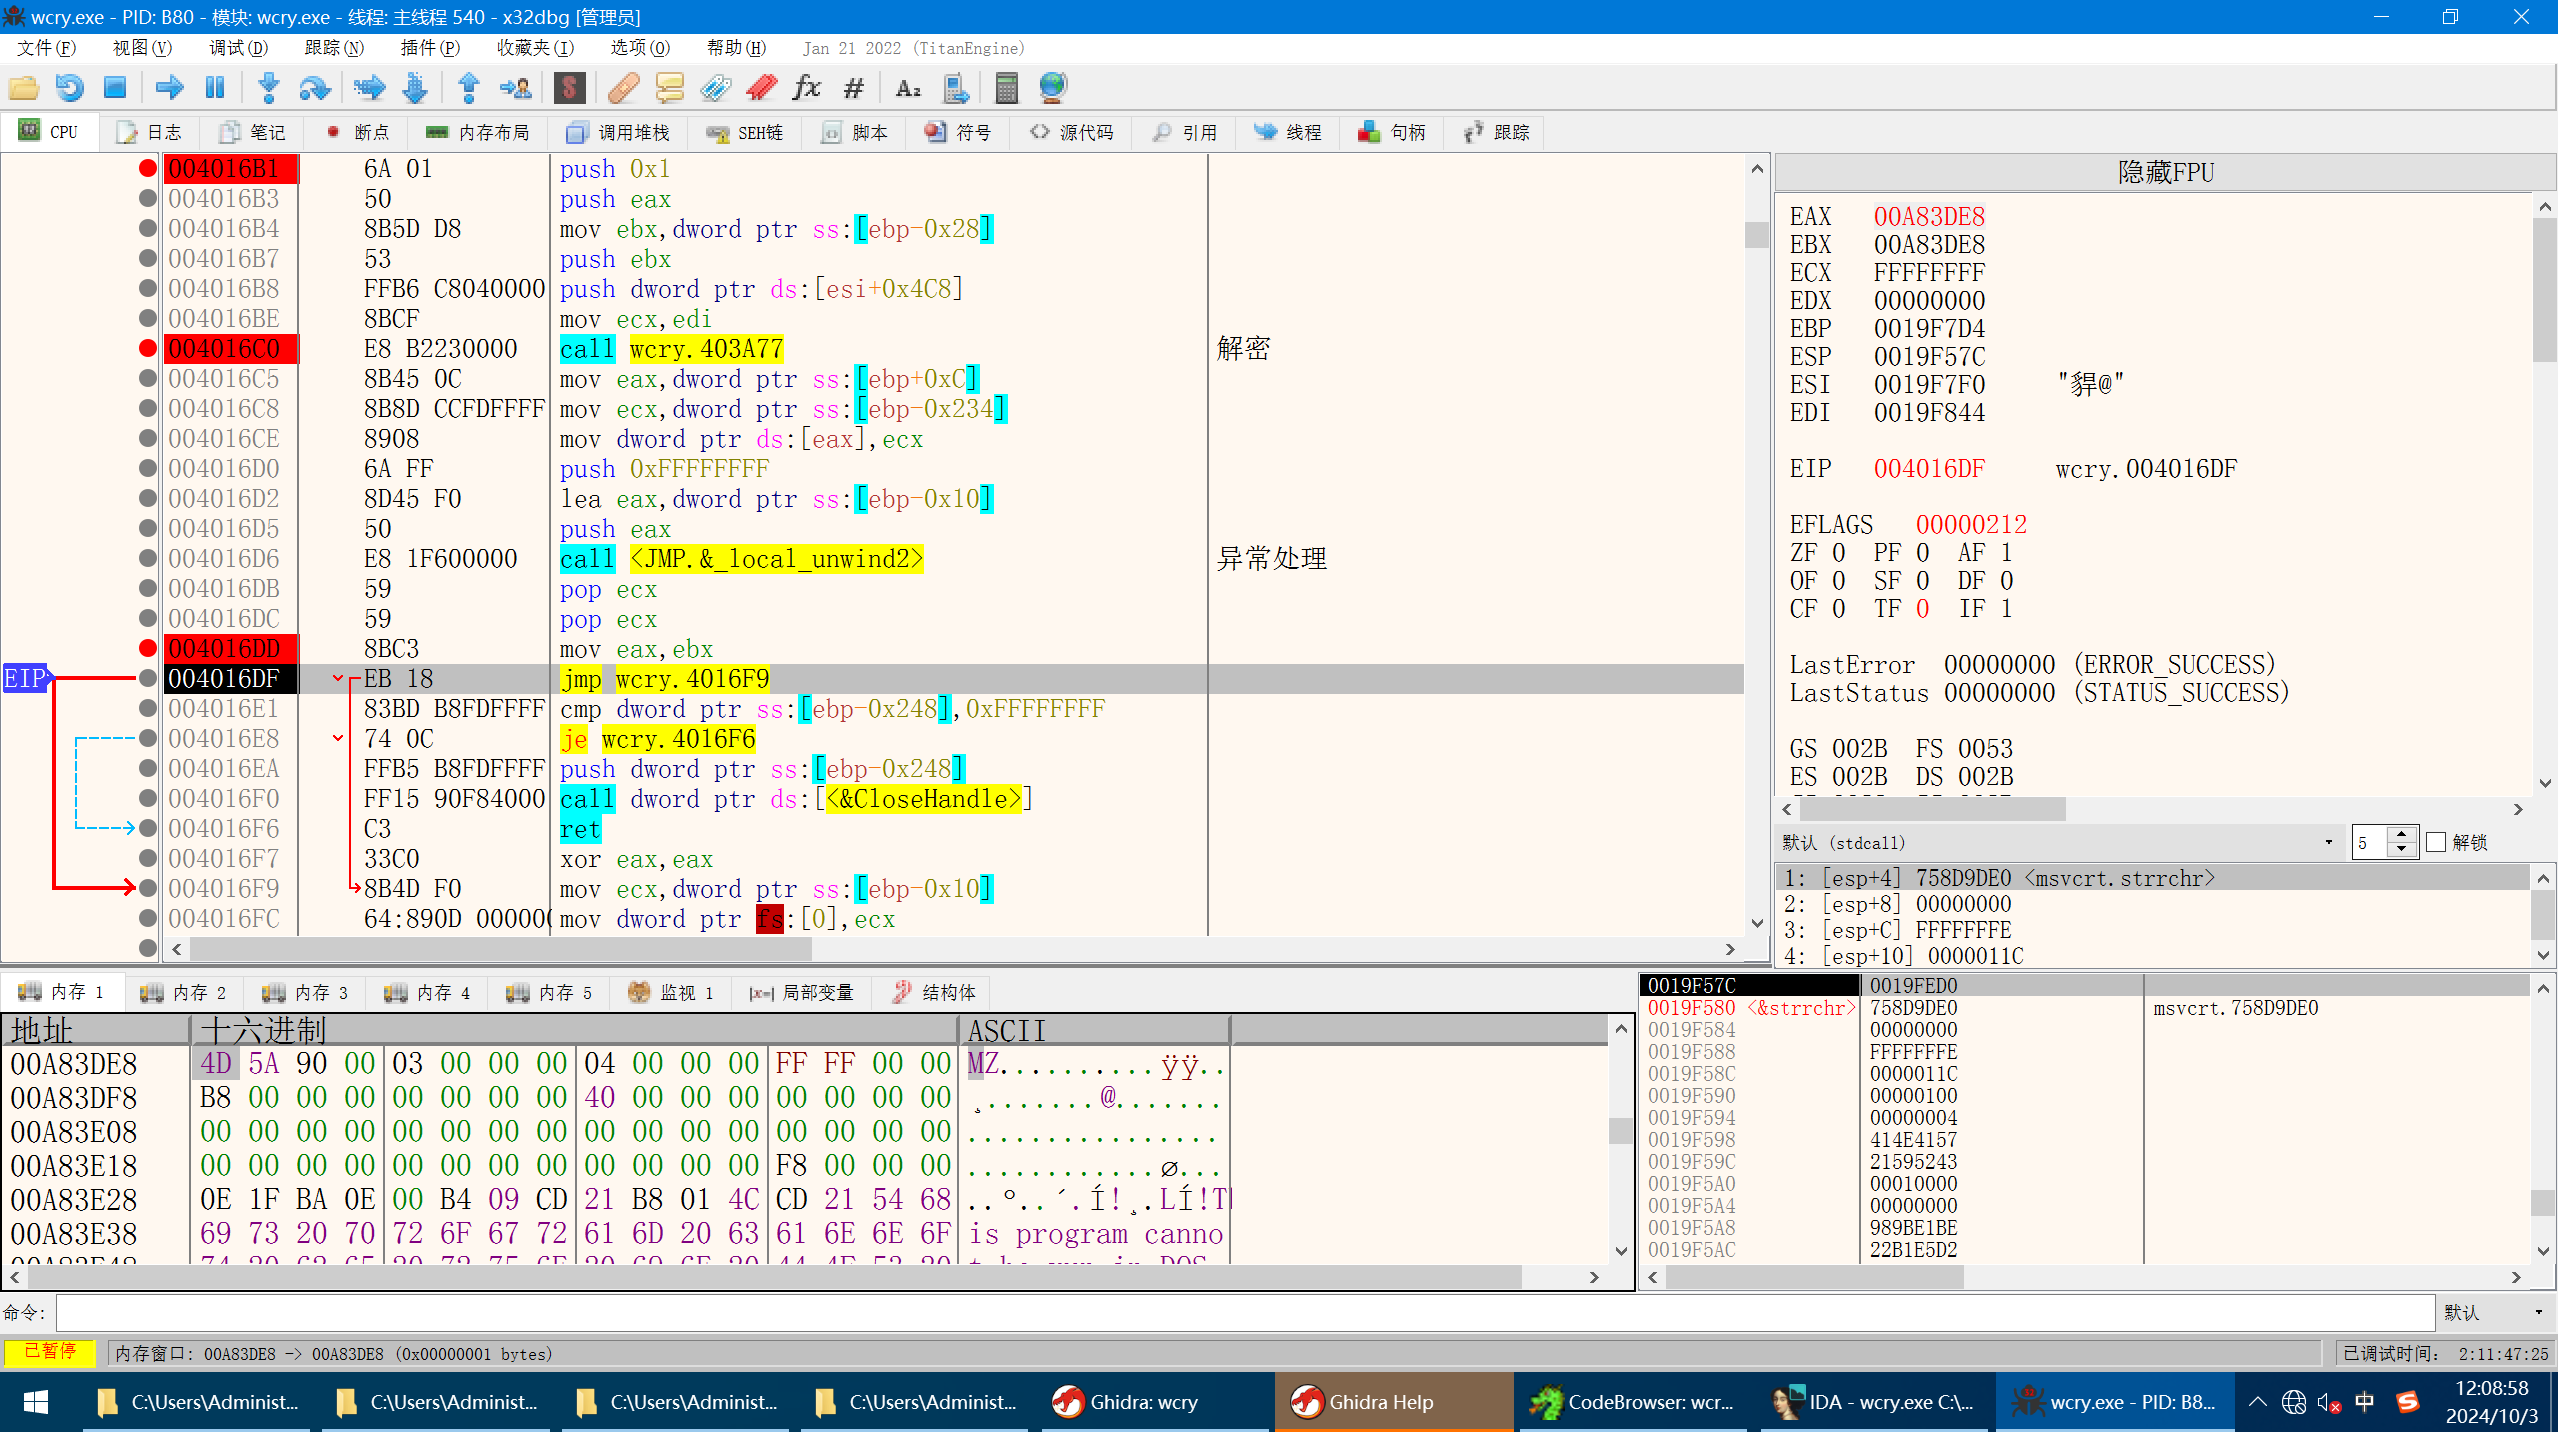 wcry.exe - PID: B80 - 模块: wcry.exe - 线程: 主线程 540 - x32dbg [管理员]
文件(F) 视图(V) 调试(D) 跟踪(N) 插件(P) 收藏夹(I) 选项(O) 帮助(H) Jan 21 2022 (TitanEngine)
CPU 日志 笔记 断点 内存布局 调用堆栈 SEH链 脚本 符号 源代码 引用 线程 句柄 跟踪
004016B1 6A 01 push 0x1
004016B3 50 push eax
004016B4 8B5D D8 mov ebx,dword ptr ss:[ebp-0x28]
004016B7 53 push ebx
004016B8 FFB6 C8040000 push dword ptr ds:[esi+0x4C8]
004016BE 8BCF mov ecx,edi
004016C0 E8 B2230000 call wcry.403A77 解密
004016C5 8B45 0C mov eax,dword ptr ss:[ebp+0xC]
004016C8 8B8D CCFDFFFF mov ecx,dword ptr ss:[ebp-0x234]
004016CE 8908 mov dword ptr ds:[eax],ecx
004016D0 6A FF push 0xFFFFFFFF
004016D2 8D45 F0 lea eax,dword ptr ss:[ebp-0x10]
004016D5 50 push eax
004016D6 E8 1F600000 call <JMP.&_local_unwind2> 异常处理
004016DB 59 pop ecx
004016DC 59 pop ecx
004016DD 8BC3 mov eax,ebx
EIP 004016DF EB 18 jmp wcry.4016F9
004016E1 83BD B8FDFFFF cmp dword ptr ss:[ebp-0x248],0xFFFFFFFF
004016E8 74 0C je wcry.4016F6
004016EA FFB5 B8FDFFFF push dword ptr ss:[ebp-0x248]
004016F0 FF15 90F84000 call dword ptr ds:[<&CloseHandle>]
004016F6 C3 ret
004016F7 33C0 xor eax,eax
004016F9 8B4D F0 mov ecx,dword ptr ss:[ebp-0x10]
004016FC 64:890D 000000 mov dword ptr fs:[0],ecx
隐藏FPU
EAX 00A83DE8
EBX 00A83DE8
ECX FFFFFFFF
EDX 00000000
EBP 0019F7D4
ESP 0019F57C
ESI 0019F7F0 "貋@"
EDI 0019F844
EIP 004016DF wcry.004016DF
EFLAGS 00000212
ZF 0 PF 0 AF 1
OF 0 SF 0 DF 0
CF 0 TF 0 IF 1
LastError 00000000 (ERROR_SUCCESS)
LastStatus 00000000 (STATUS_SUCCESS)
GS 002B FS 0053
ES 002B DS 002B
默认 (stdcall) 5 解锁
1: [esp+4] 758D9DE0 <msvcrt.strrchr>
2: [esp+8] 00000000
3: [esp+C] FFFFFFFE
4: [esp+10] 0000011C
内存 1 内存 2 内存 3 内存 4 内存 5 监视 1 局部变量 结构体
地址 十六进制 ASCII
00A83DE8 4D 5A 90 00 03 00 00 00 04 00 00 00 FF FF 00 00 MZ..........ÿÿ..
00A83DF8 B8 00 00 00 00 00 00 00 40 00 00 00 00 00 00 00 ¸.......@.......
00A83E08 00 00 00 00 00 00 00 00 00 00 00 00 00 00 00 00 ................
00A83E18 00 00 00 00 00 00 00 00 00 00 00 00 F8 00 00 00 ............ø...
00A83E28 0E 1F BA 0E 00 B4 09 CD 21 B8 01 4C CD 21 54 68 ..º..´.Í!¸.LÍ!T
00A83E38 69 73 20 70 72 6F 67 72 61 6D 20 63 61 6E 6E 6F is program canno
0019F57C 0019FED0
0019F580 <&strrchr> 758D9DE0 msvcrt.758D9DE0
0019F584 00000000
0019F588 FFFFFFFE
0019F58C 0000011C
0019F590 00000100
0019F594 00000004
0019F598 414E4157
0019F59C 21595243
0019F5A0 00010000
0019F5A4 00000000
0019F5A8 989BE1BE
0019F5AC 22B1E5D2
命令: 默认
已暂停 内存窗口: 00A83DE8 -> 00A83DE8 (0x00000001 bytes) 已调试时间: 2:11:47:25
C:\Users\Administ... C:\Users\Administ... C:\Users\Administ... C:\Users\Administ... Ghidra: wcry Ghidra Help CodeBrowser: wcr... IDA - wcry.exe C:\... wcry.exe - PID: B8... 中 12:08:58
2024/10/3